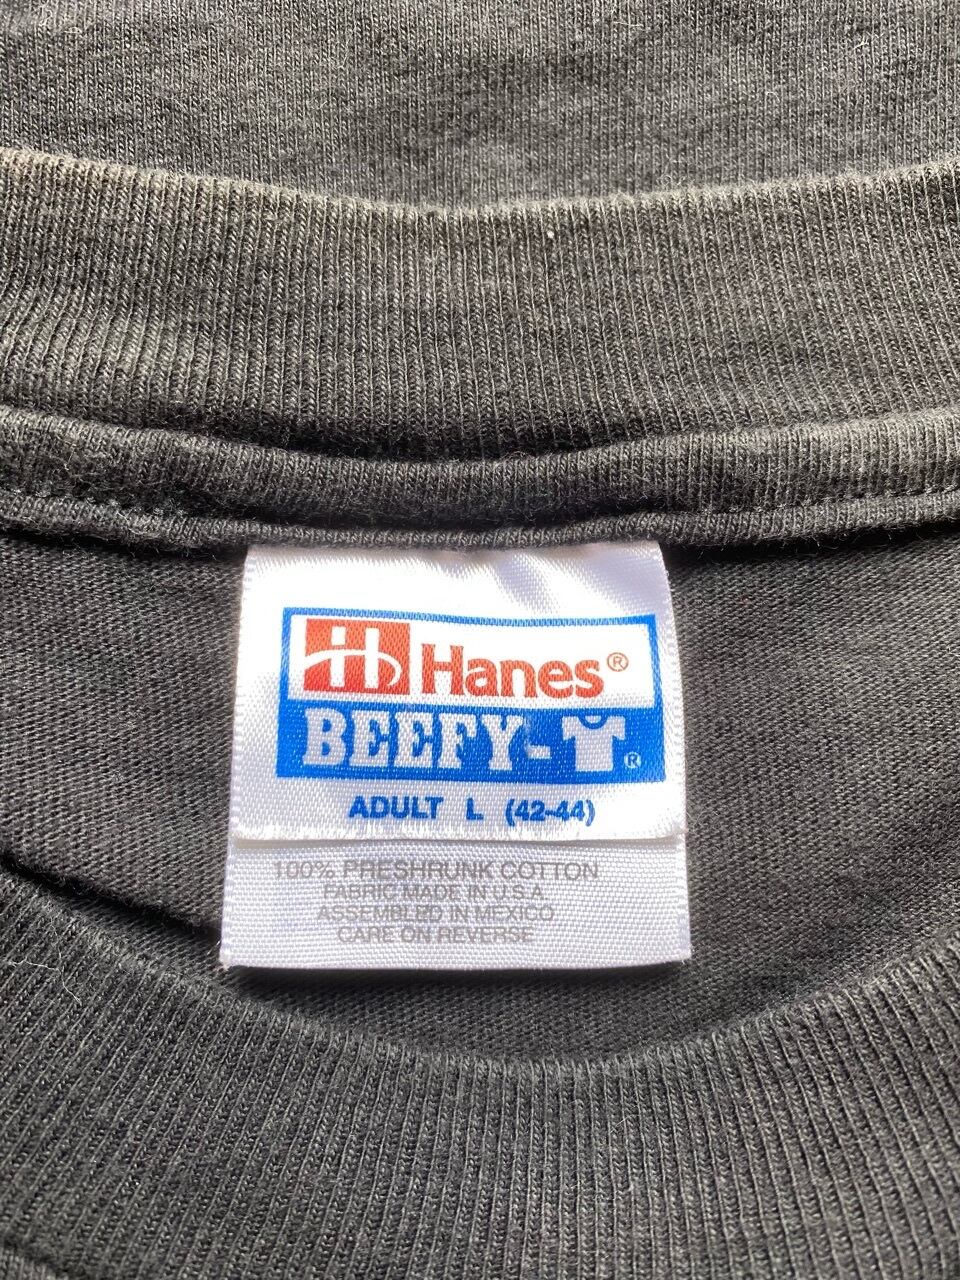 Hanes®
BEEFY-T®
ADULT L (42-44)
100% PRESHRUNK COTTON
FABRIC MADE IN U.S.A.
ASSEMBLED IN MEXICO
CARE ON REVERSE